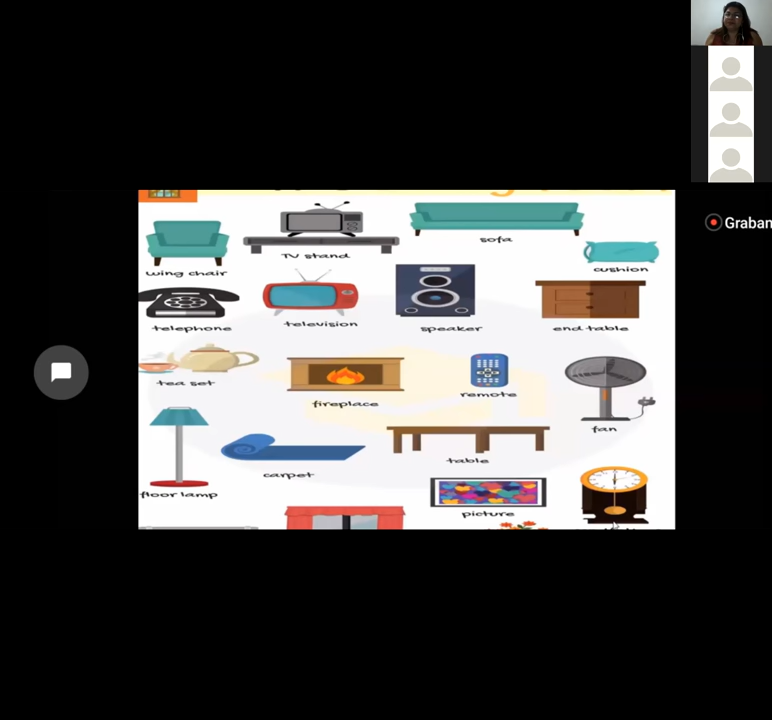 Graban
sofa
TV stand
wing chair
cushion
telephone
television
speaker
end table
tea set
fireplace
remote
fan
floor lamp
carpet
table
picture